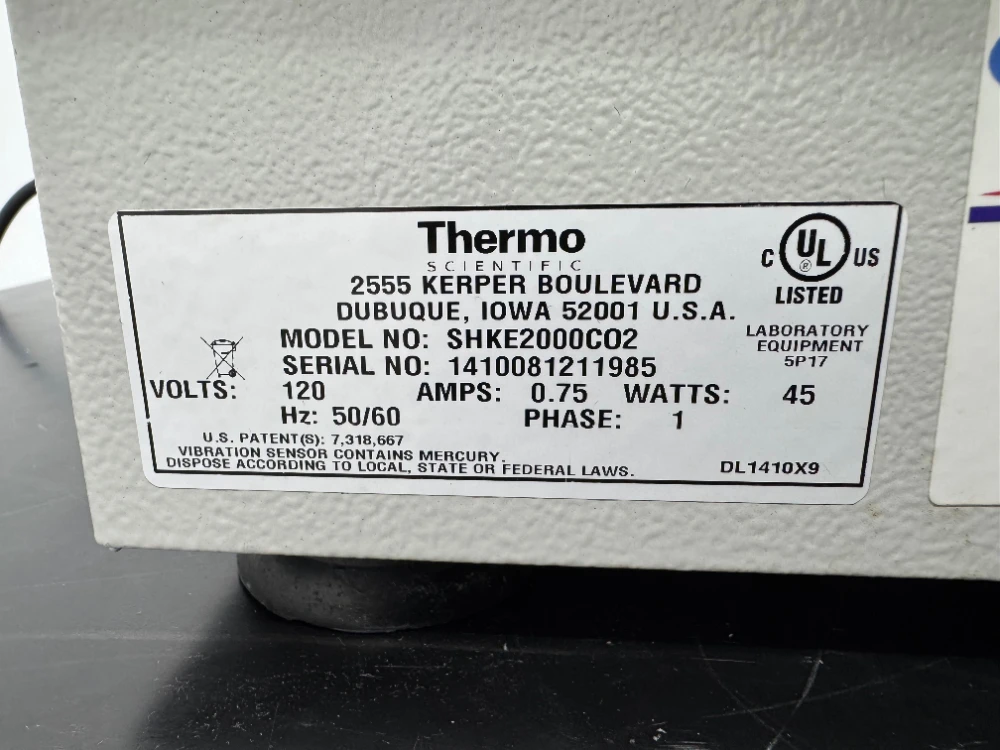 Thermo
SCIENTIFIC
2555 KERPER BOULEVARD
DUBUQUE, IOWA 52001 U.S.A.
MODEL NO: SHKE2000CO2
SERIAL NO: 1410081211985
VOLTS: 120 AMPS: 0.75 WATTS: 45
Hz: 50/60 PHASE: 1
U.S. PATENT(S): 7,318,667
VIBRATION SENSOR CONTAINS MERCURY.
DISPOSE ACCORDING TO LOCAL, STATE OR FEDERAL LAWS.
DL1410X9
C UL US
®
LISTED
LABORATORY
EQUIPMENT
5P17